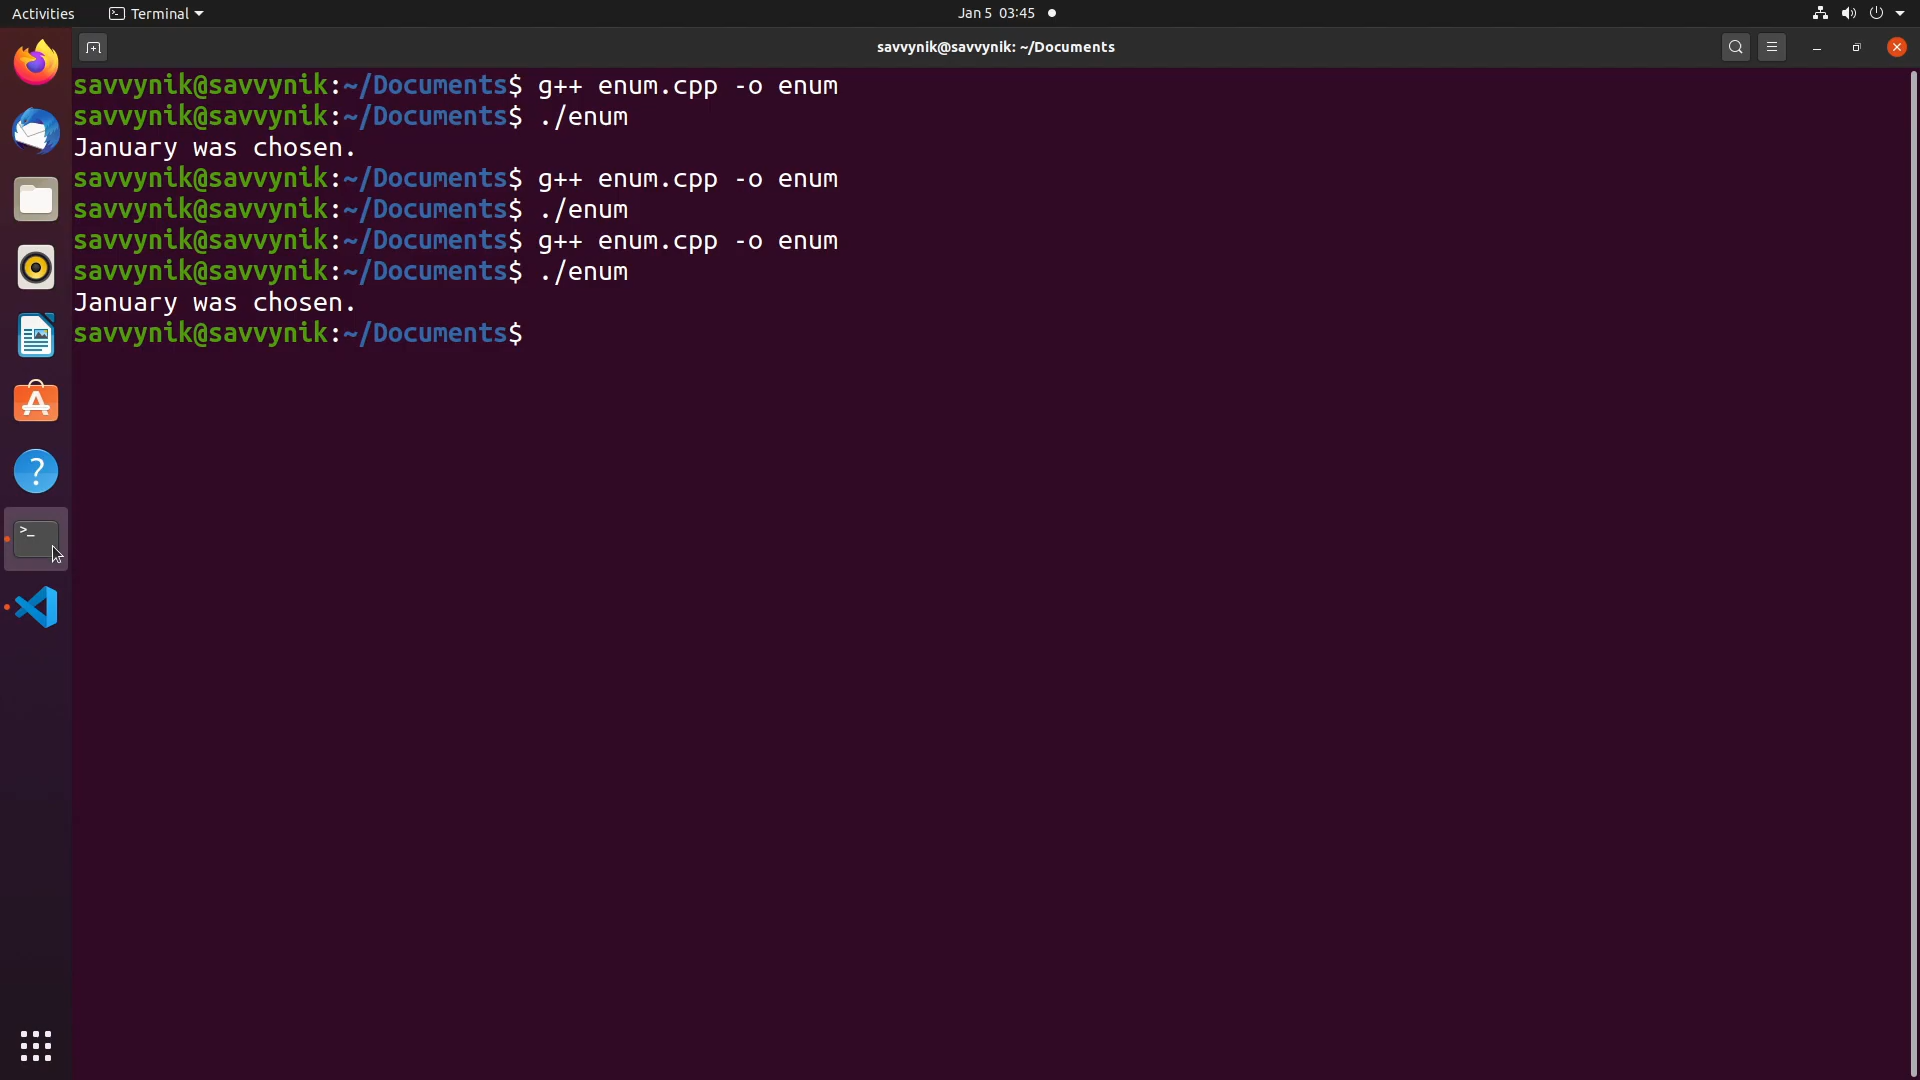 Activities Terminal Jan 5 03:45
savvynik@savvynik: ~/Documents
savvynik@savvynik:~/Documents$ g++ enum.cpp -o enum
savvynik@savvynik:~/Documents$ ./enum
January was chosen.
savvynik@savvynik:~/Documents$ g++ enum.cpp -o enum
savvynik@savvynik:~/Documents$ ./enum
savvynik@savvynik:~/Documents$ g++ enum.cpp -o enum
savvynik@savvynik:~/Documents$ ./enum
January was chosen.
savvynik@savvynik:~/Documents$